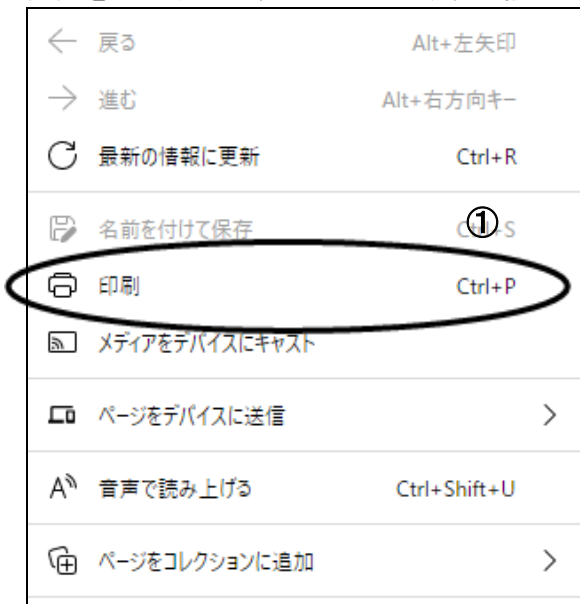 戻る Alt+左矢印
進む Alt+右方向キー
最新の情報に更新 Ctrl+R
①
名前を付けて保存 Ctrl+S
印刷 Ctrl+P
メディアをデバイスにキャスト
ページをデバイスに送信
音声で読み上げる Ctrl+Shift+U
ページをコレクションに追加